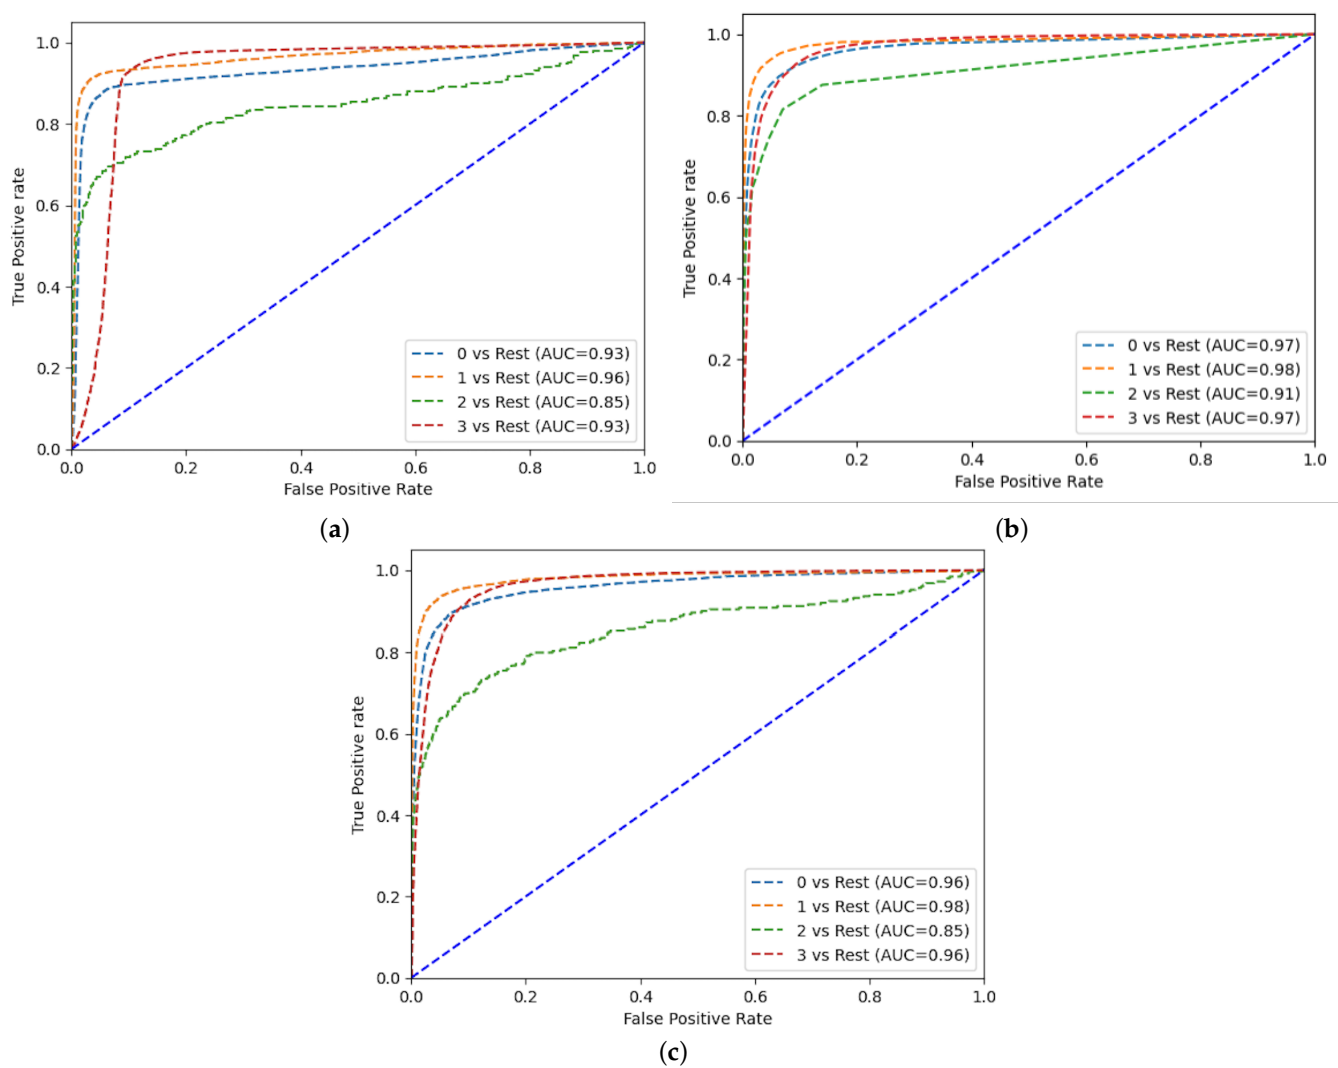 1.0
0.8
0.6
0.4
0.2
0.0
True Positive rate
0.0 0.2 0.4 0.6 0.8 1.0
False Positive Rate
0 vs Rest (AUC=0.93)
1 vs Rest (AUC=0.96)
2 vs Rest (AUC=0.85)
3 vs Rest (AUC=0.93)
(a)
1.0
0.8
0.6
0.4
0.2
0.0
True Positive rate
0.0 0.2 0.4 0.6 0.8 1.0
False Positive Rate
0 vs Rest (AUC=0.97)
1 vs Rest (AUC=0.98)
2 vs Rest (AUC=0.91)
3 vs Rest (AUC=0.97)
(b)
1.0
0.8
0.6
0.4
0.2
0.0
True Positive rate
0.0 0.2 0.4 0.6 0.8 1.0
False Positive Rate
0 vs Rest (AUC=0.96)
1 vs Rest (AUC=0.98)
2 vs Rest (AUC=0.85)
3 vs Rest (AUC=0.96)
(c)